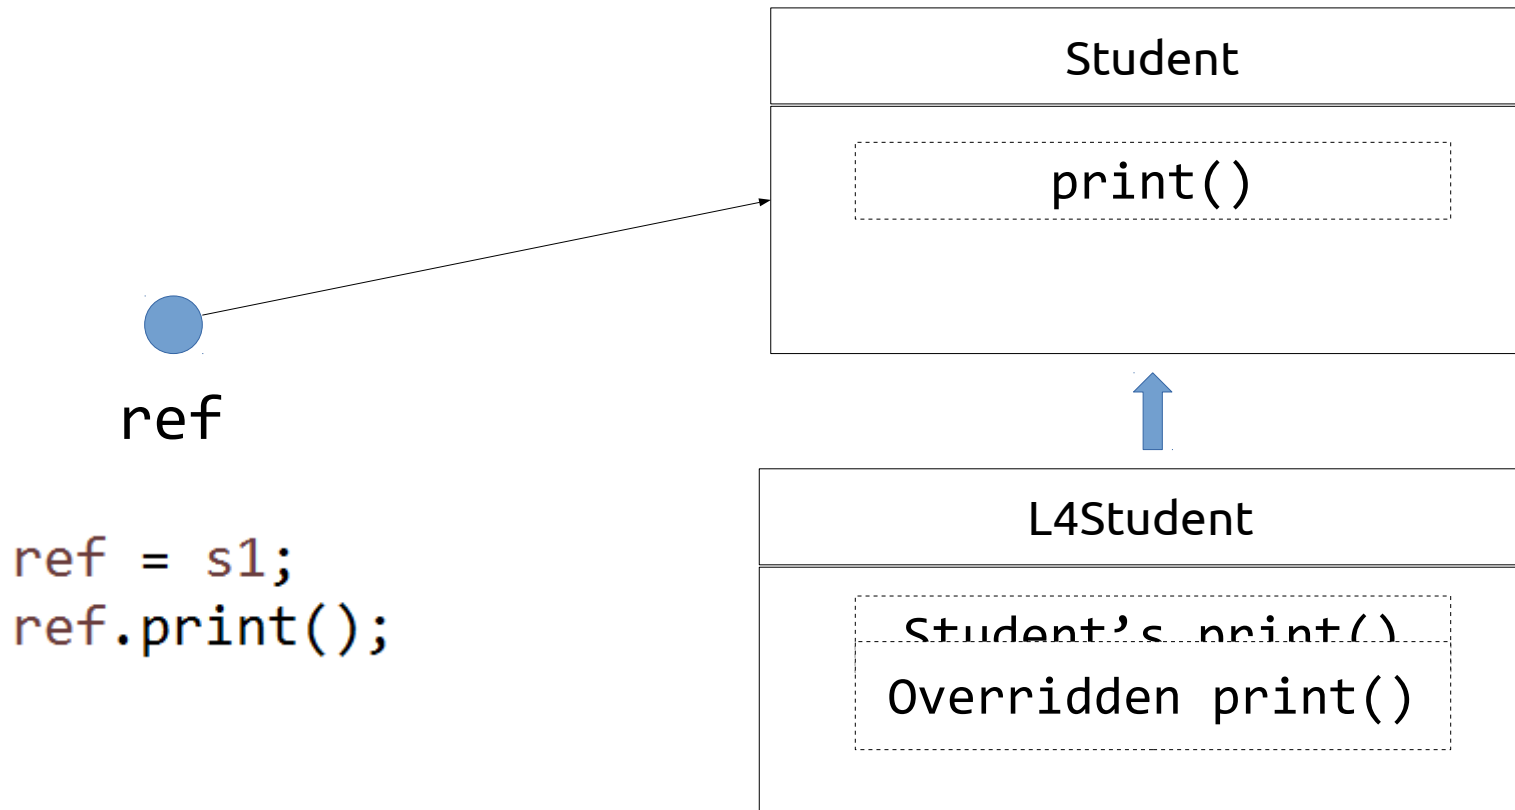 Student
print()
ref
L4Student
ref = s1;
ref.print();
Student’s print()
Overridden print()